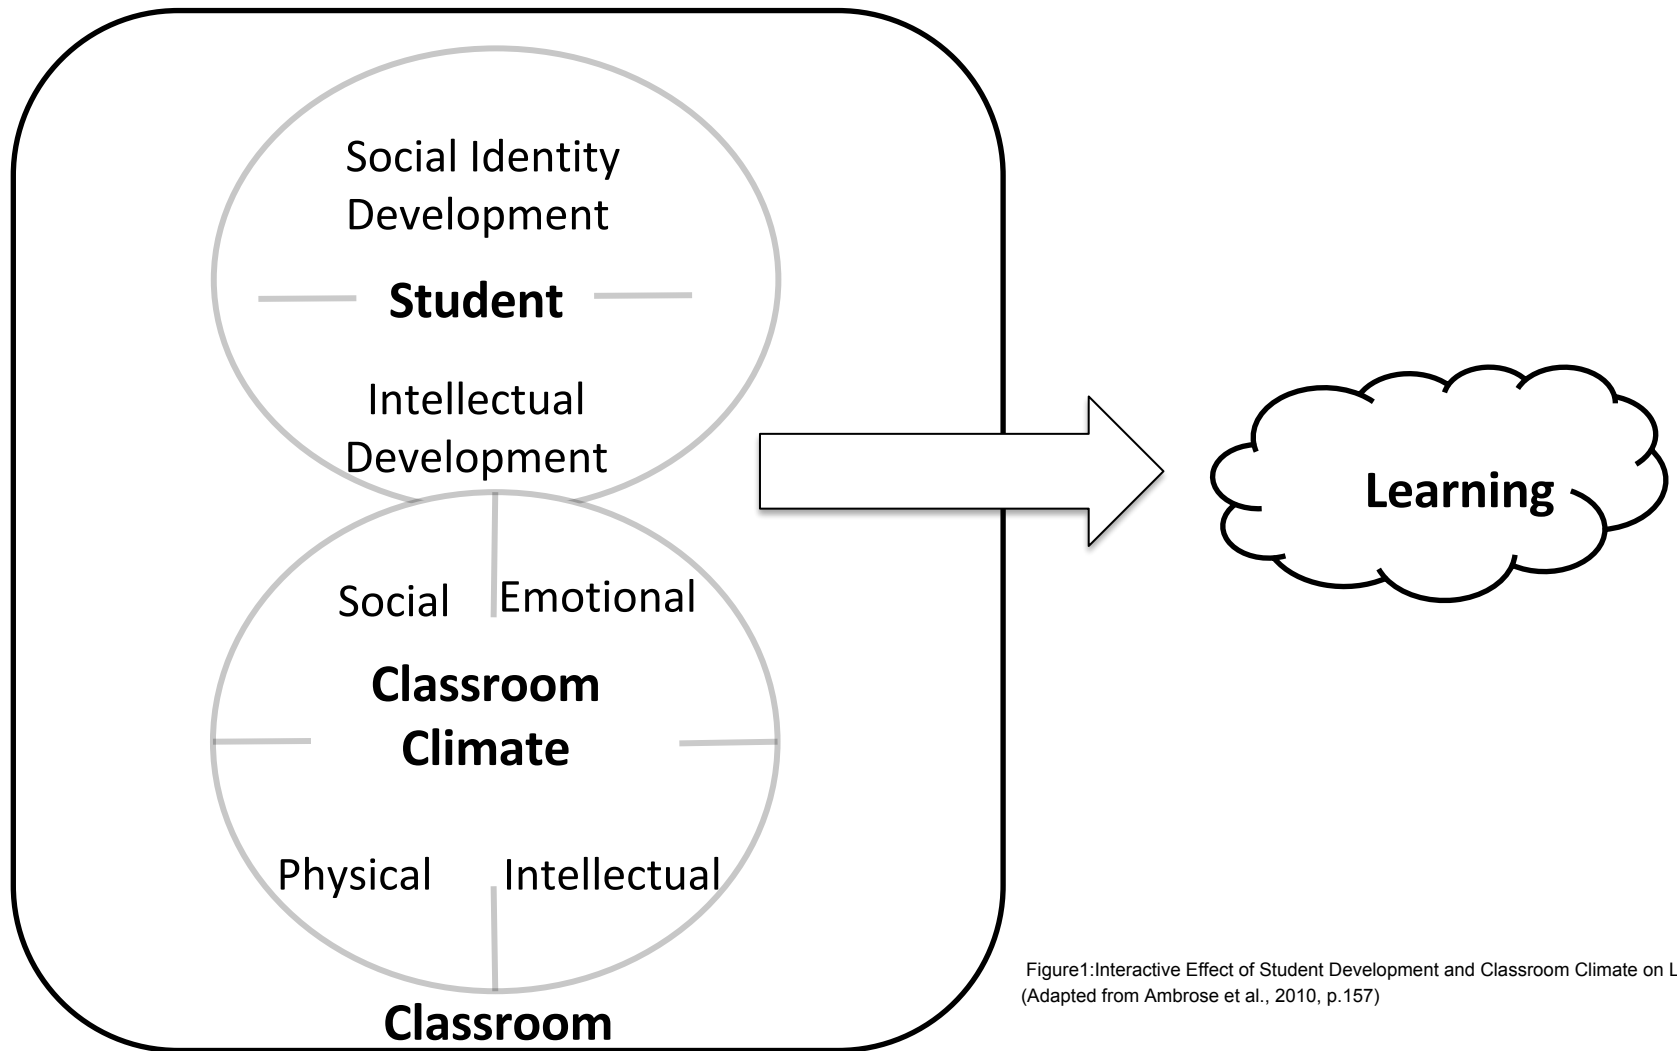 Social Identity
Development
Student
Intellectual
Development
Social
Emotional
Classroom
Climate
Physical
Intellectual
Classroom
Learning
Figure1:Interactive Effect of Student Development and Classroom Climate on L
(Adapted from Ambrose et al., 2010, p.157)